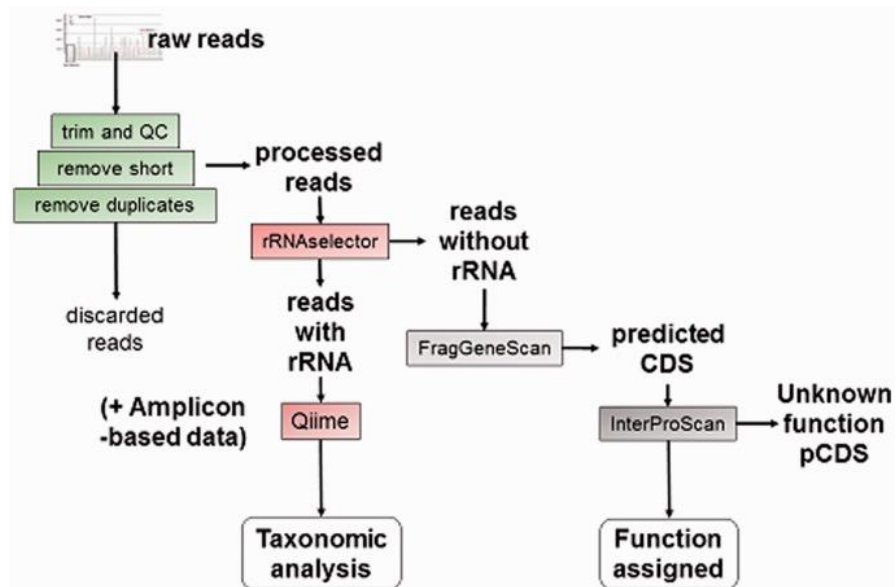 raw reads
trim and QC
remove short
remove duplicates
discarded
reads
processed
reads
rRNAselector
reads
without
rRNA
reads
with
rRNA
FragGeneScan
predicted
CDS
(+ Amplicon
-based data)
Qiime
InterProScan
Unknown
function
pCDS
Taxonomic
analysis
Function
assigned